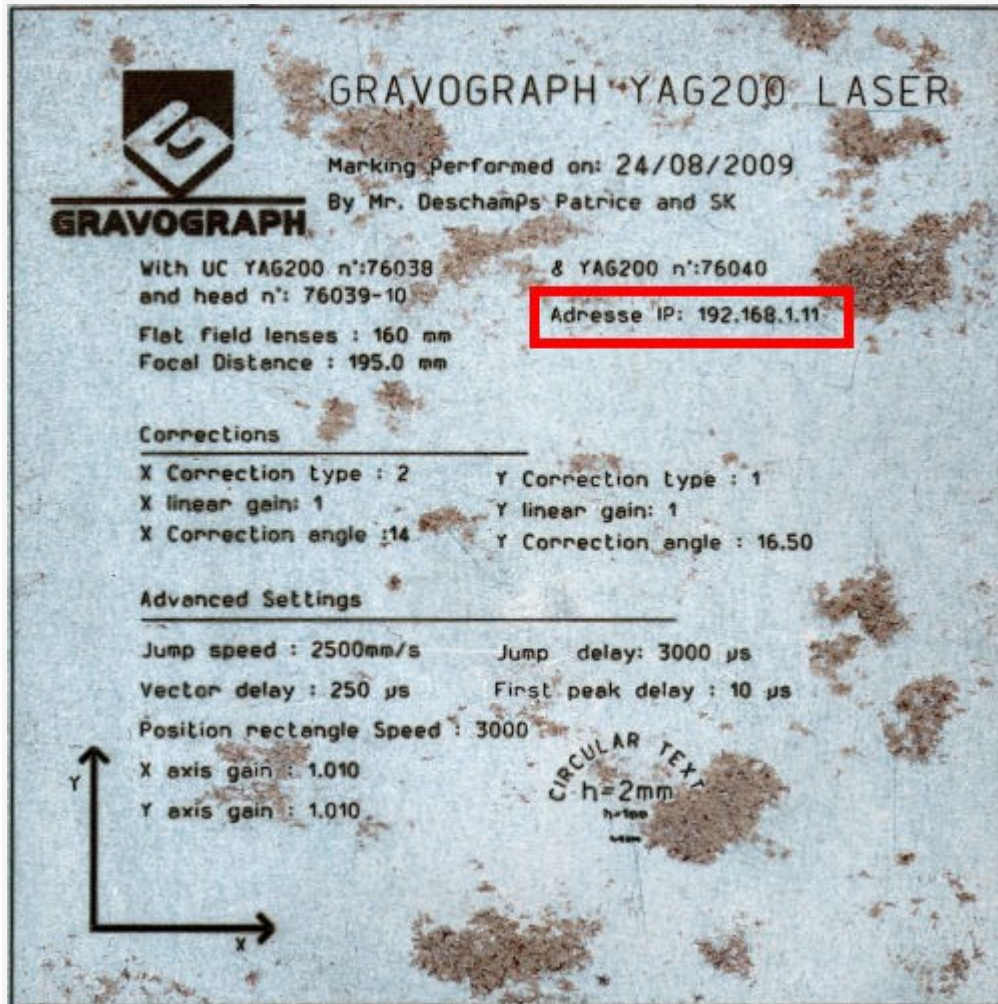 GRAVOGRAPH YAG200 LASER
Marking Performed on: 24/08/2009
By Mr. DeschamPs Patrice and SK
GRAVOGRAPH
With UC YAG200 n°:76038 & YAG200 n°:76040
and head n°: 76039-10
Adresse IP: 192.168.1.11
Flat field lenses : 160 mm
Focal Distance : 195.0 mm
Corrections
X Correction type : 2 Y Correction type : 1
X linear gain: 1 Y linear gain: 1
X Correction angle :14 Y Correction angle : 16.50
Advanced Settings
Jump speed : 2500mm/s Jump delay: 3000 µs
Vector delay : 250 µs First peak delay : 10 µs
Position rectangle Speed : 3000
X axis gain : 1.010
Y axis gain : 1.010
CIRCULAR TEXT
h=2mm
h=1mm
Y
X